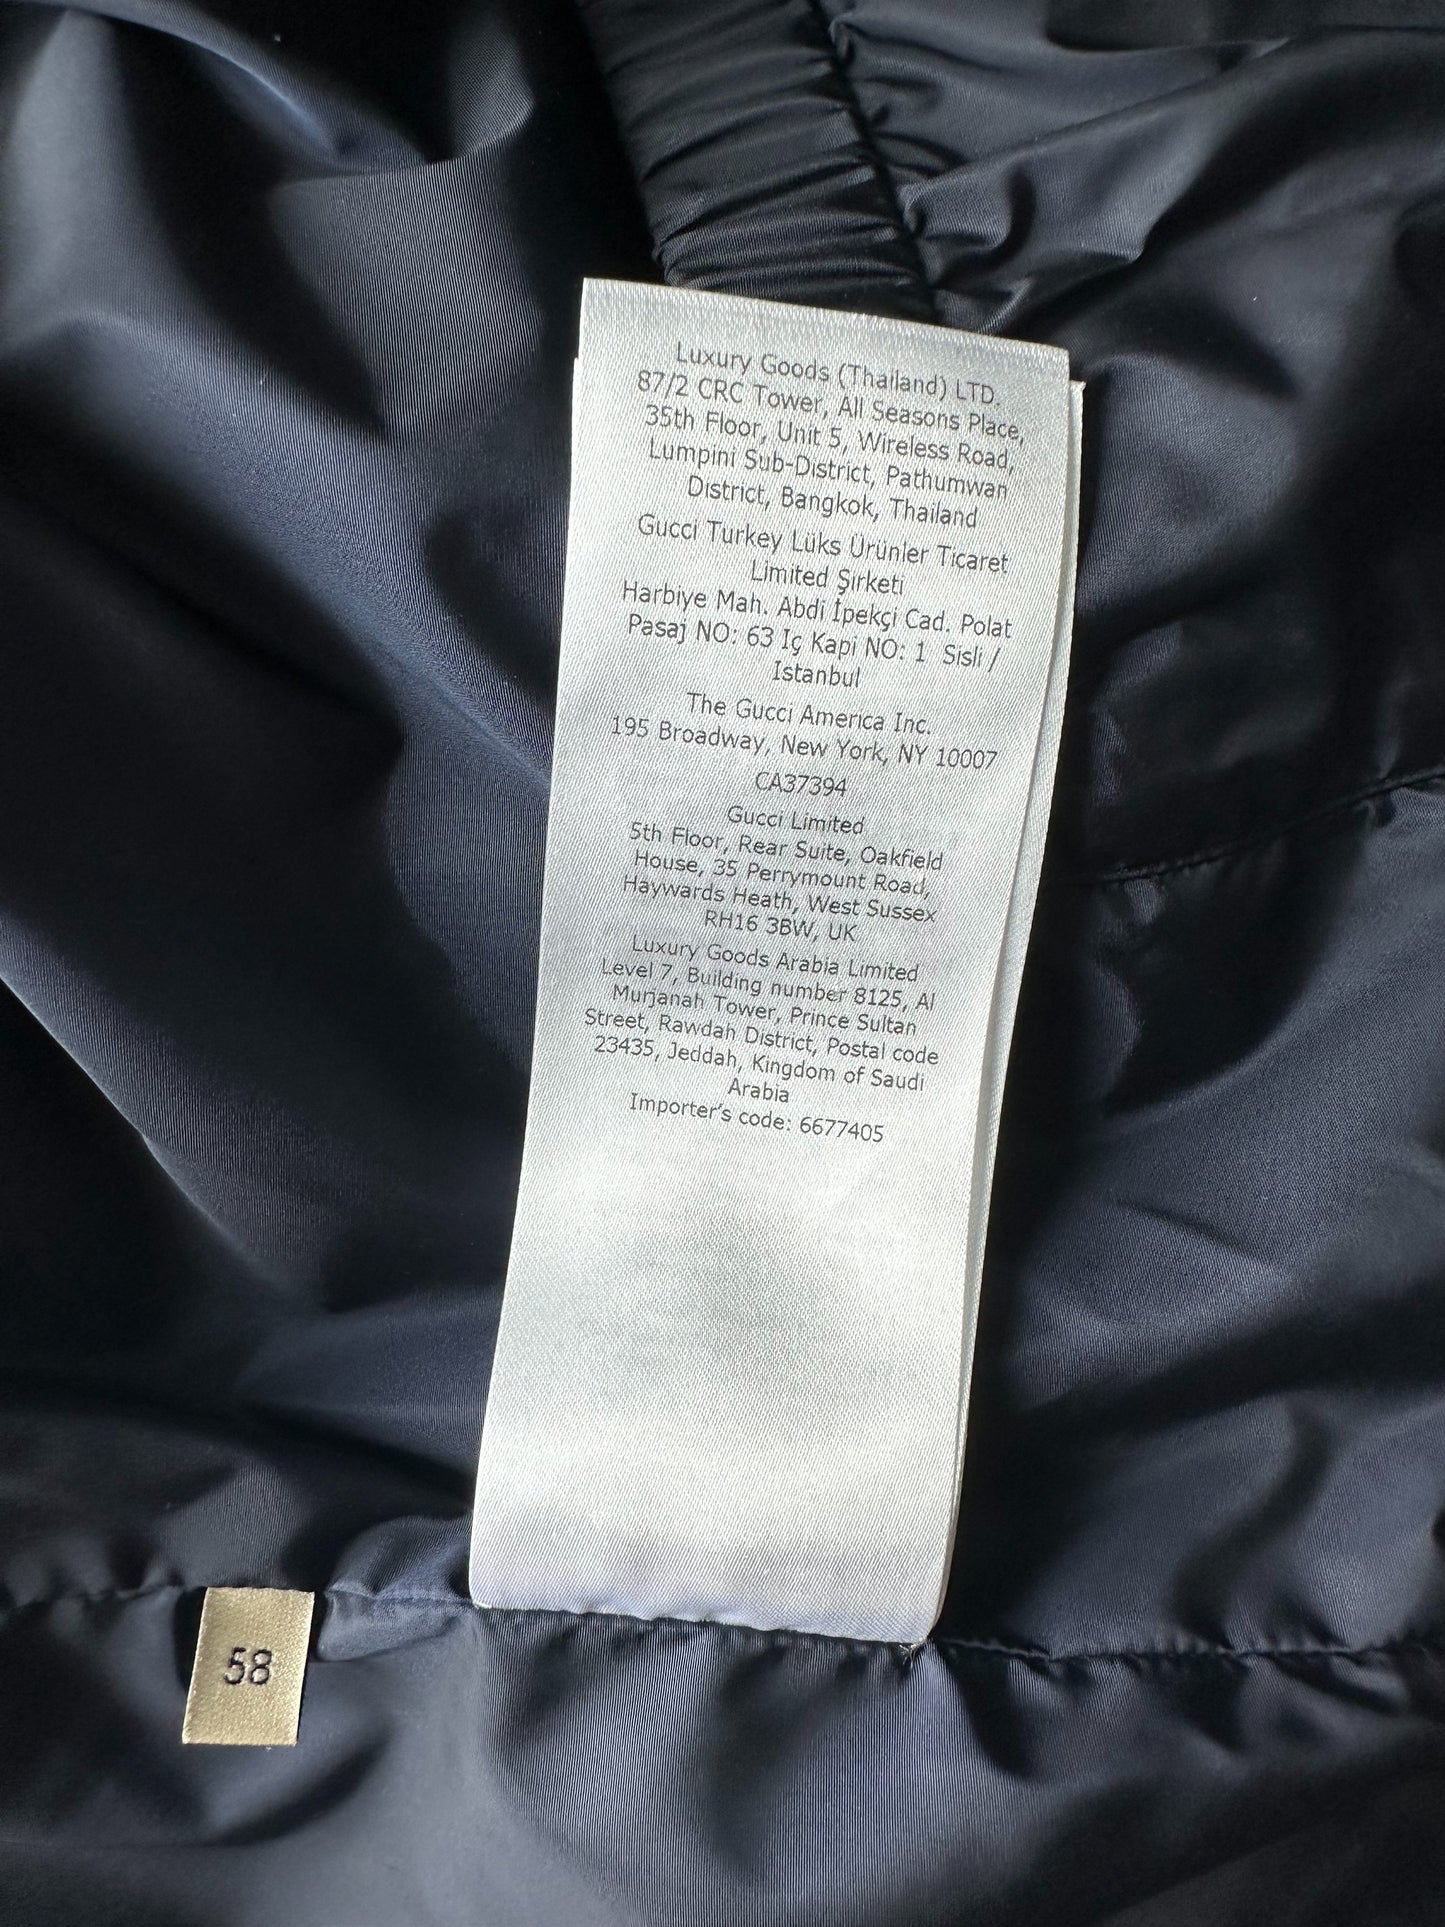 Luxury Goods (Thailand) LTD.
87/2 CRC Tower, All Seasons Place,
35th Floor, Unit 5, Wireless Road,
Lumpini Sub-District, Pathumwan
District, Bangkok, Thailand
Gucci Turkey Lüks Ürünler Ticaret
Limited Şirketi
Harbiye Mah. Abdi İpekçi Cad. Polat
Pasaj NO: 63 Iç Kapi NO: 1 Sisli /
Istanbul
The Gucci America Inc.
195 Broadway, New York, NY 10007
CA37394
Gucci Limited
5th Floor, Rear Suite, Oakfield
House, 35 Perrymount Road,
Haywards Heath, West Sussex
RH16 3BW, UK
Luxury Goods Arabia Limited
Level 7, Building number 8125, Al
Murjanah Tower, Prince Sultan
Street, Rawdah District, Postal code
23435, Jeddah, Kingdom of Saudi
Arabia
Importer's code: 6677405
58